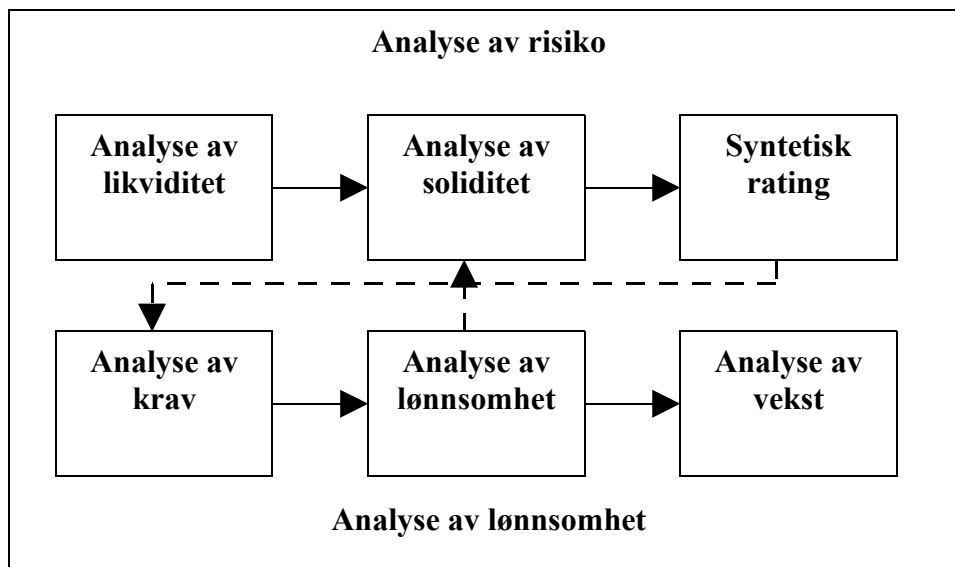 Analyse av risiko
Analyse av
likviditet
Analyse av
soliditet
Syntetisk
rating
Analyse av
krav
Analyse av
lønnsomhet
Analyse av
vekst
Analyse av lønnsomhet